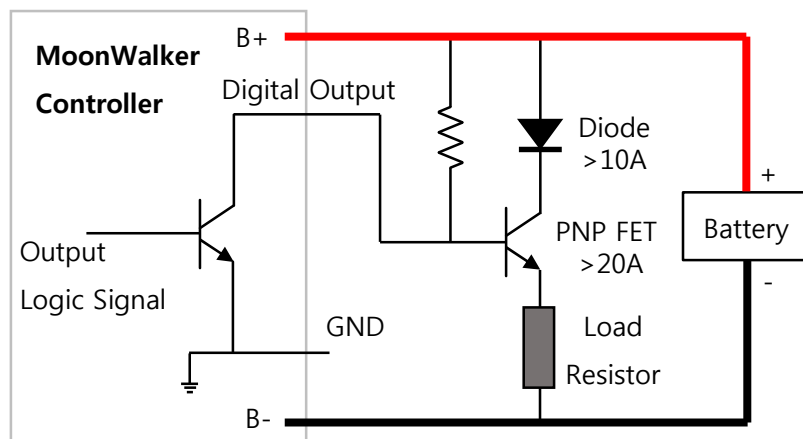 MoonWalker
Controller
B+
Digital Output
Diode
>10A
+
Output
Logic Signal
PNP FET
>20A
Battery
-
GND
Load
Resistor
B-